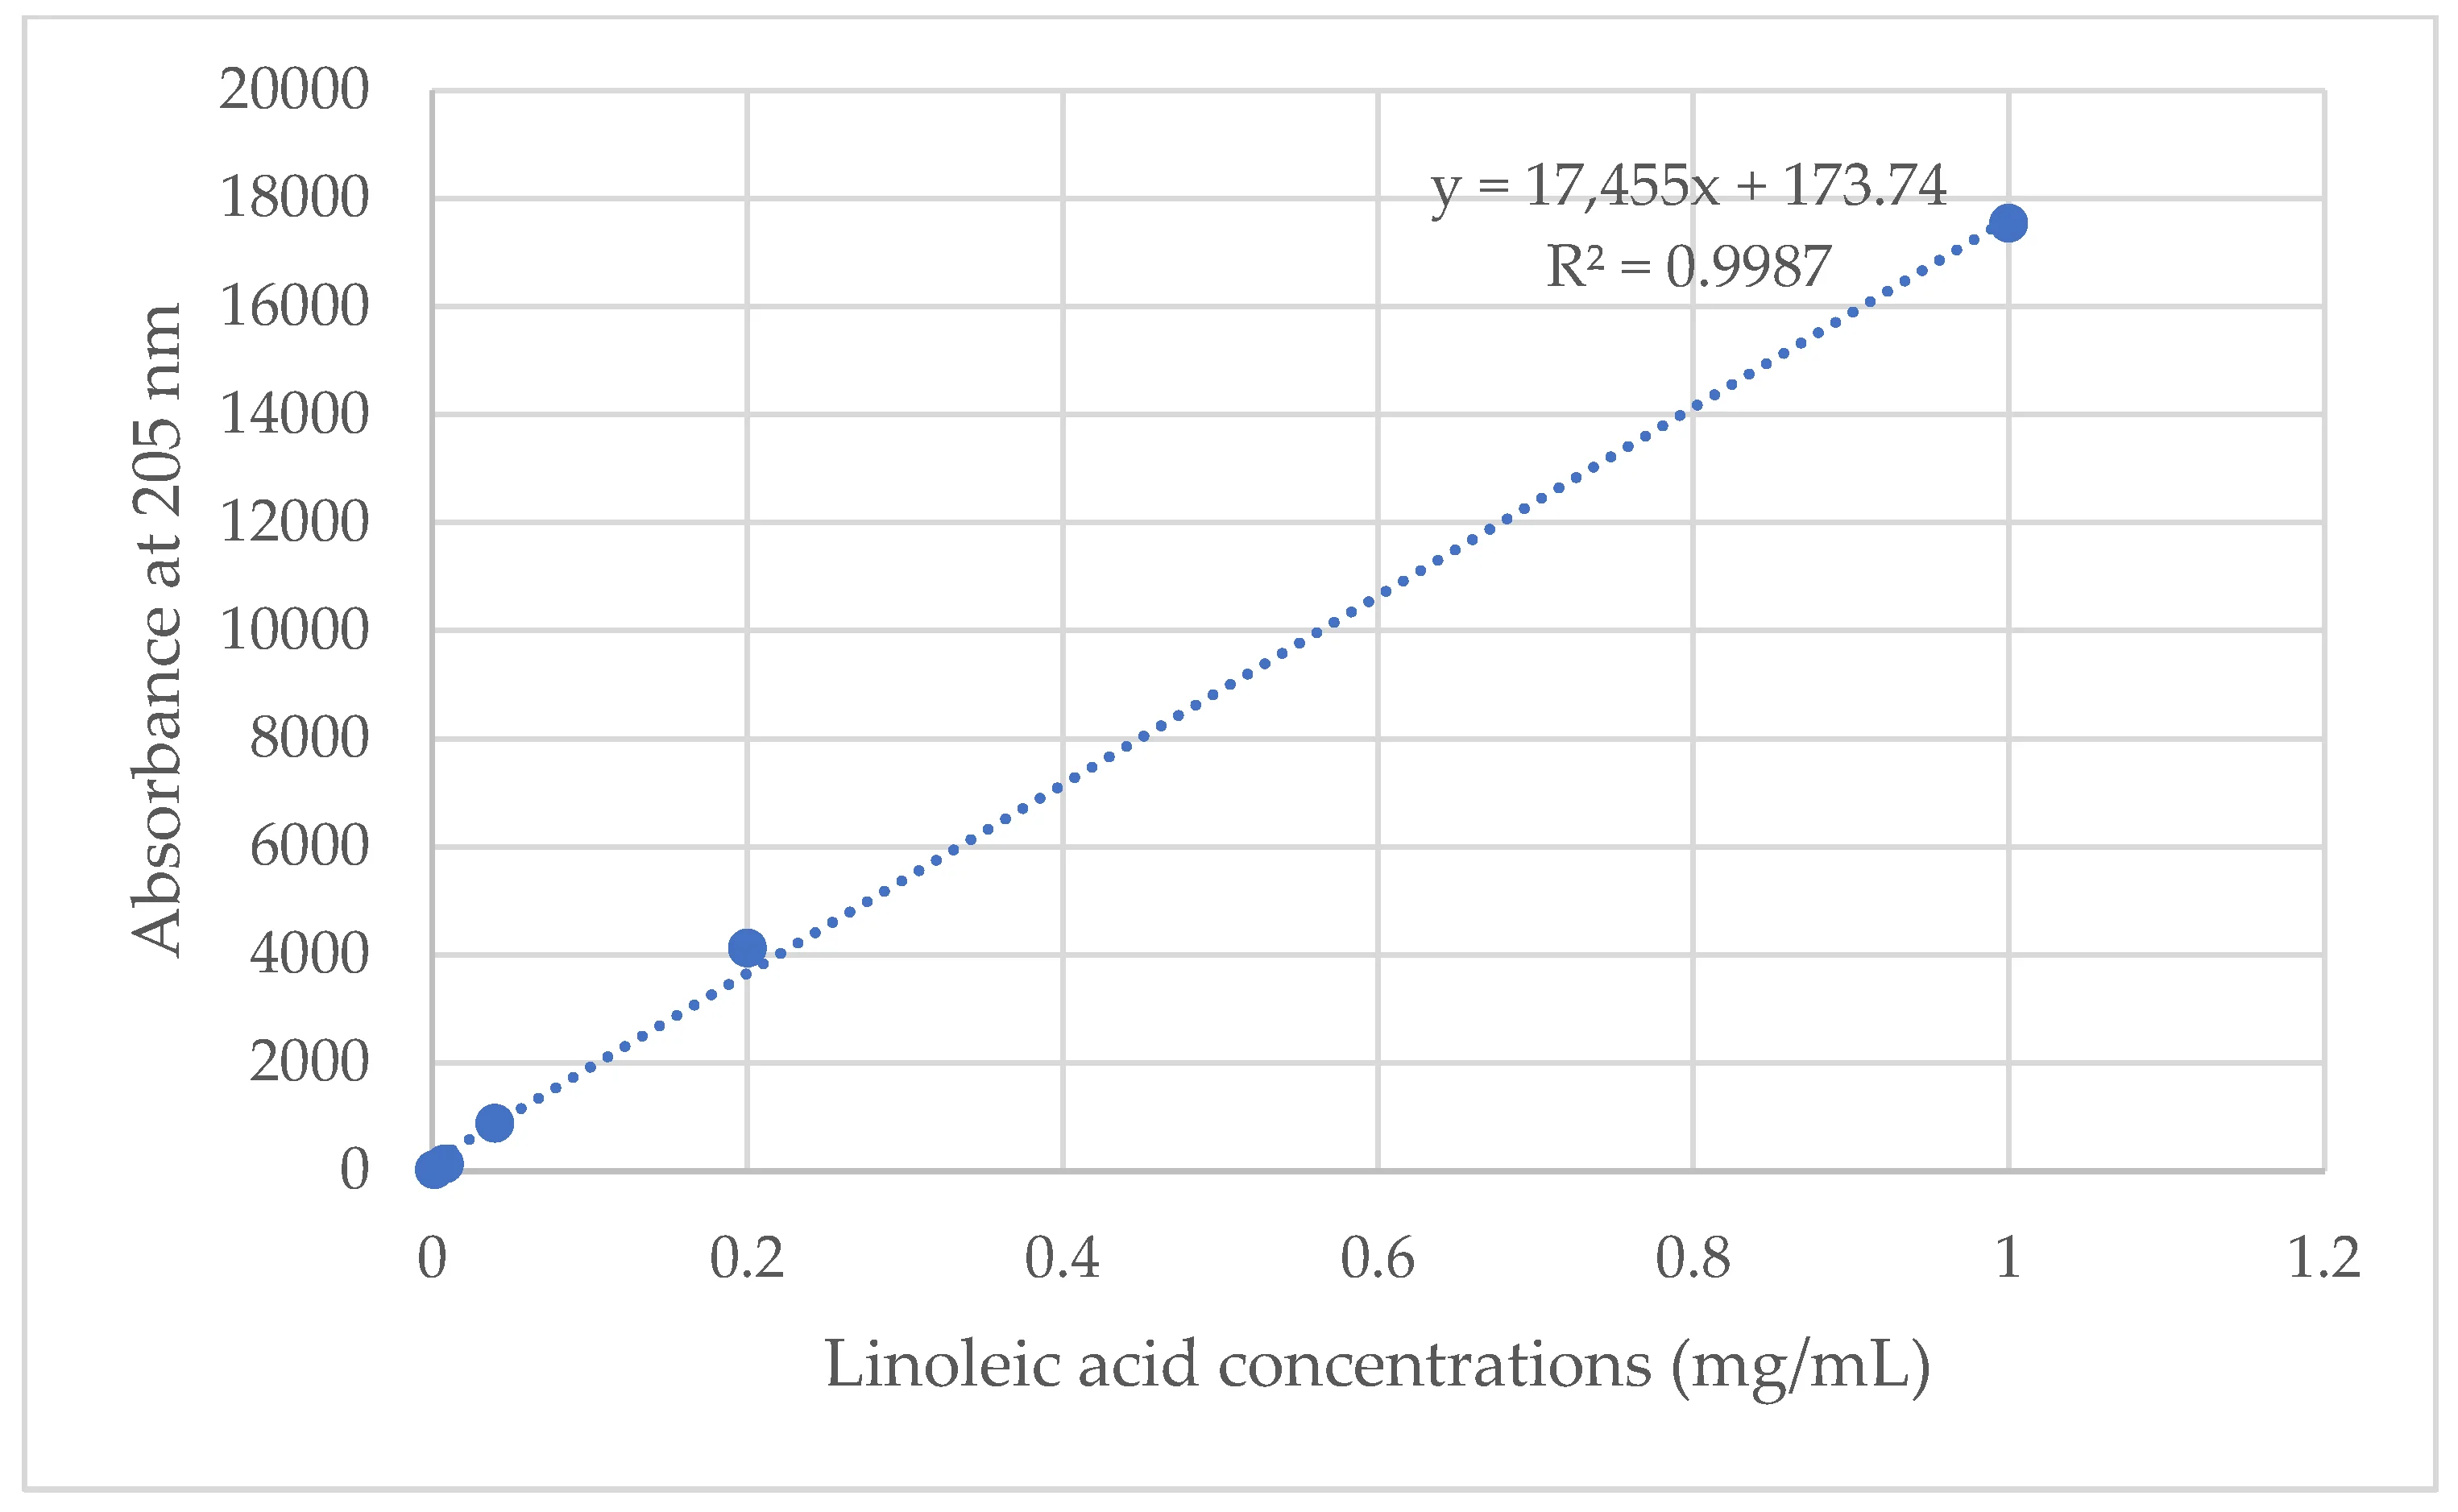 20000
18000
16000
14000
12000
10000
8000
6000
4000
2000
0
Absorbance at 205 nm
y = 17,455x + 173.74
R² = 0.9987
0 0.2 0.4 0.6 0.8 1 1.2
Linoleic acid concentrations (mg/mL)